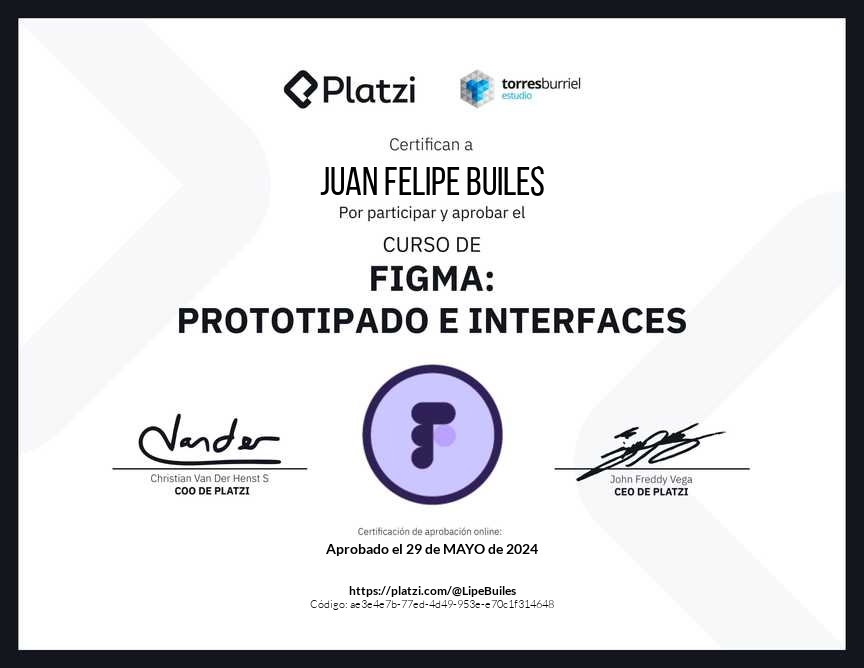 Platzi
torresburriel
estudio
Certifican a
JUAN FELIPE BUILES
Por participar y aprobar el
CURSO DE
FIGMA:
PROTOTIPADO E INTERFACES
Vander
Christian Van Der Henst S
COO DE PLATZI
John Freddy Vega
CEO DE PLATZI
Certificación de aprobación online:
Aprobado el 29 de MAYO de 2024
https://platzi.com/@LipeBuiles
Código: ae3e4e7b-77ed-4d49-953e-e70c1f314648